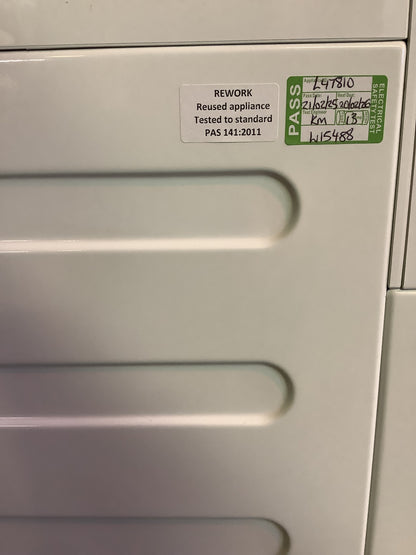 REWORK
Reused appliance
Tested to standard
PAS 141:2011
PASS
ELECTRICAL
SAFETY TEST
L47810
21/02/25 20/02/26
KM 13
W15488